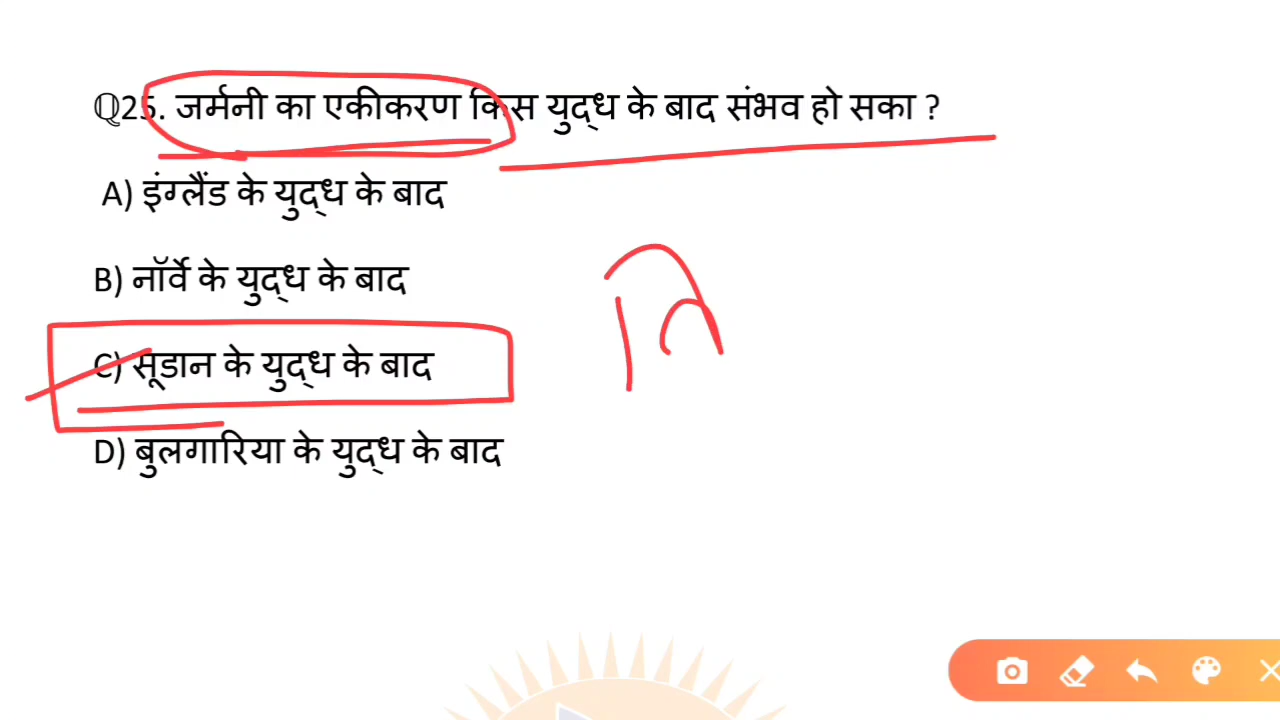 Q25. जर्मनी का एकीकरण किस युद्ध के बाद संभव हो सका ?
A) इंग्लैंड के युद्ध के बाद
B) नॉर्वे के युद्ध के बाद
C) सूडान के युद्ध के बाद
D) बुलगारिया के युद्ध के बाद